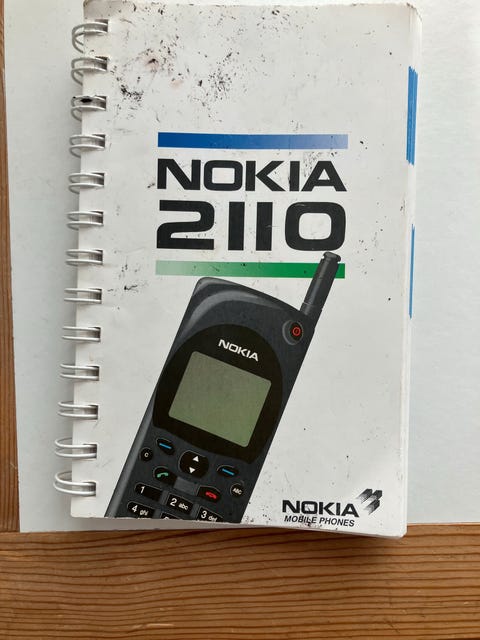 NOKIA
2110
NOKIA
C
ABC
1
2 abc
3 def
4 ghi
NOKIA
MOBILE PHONES